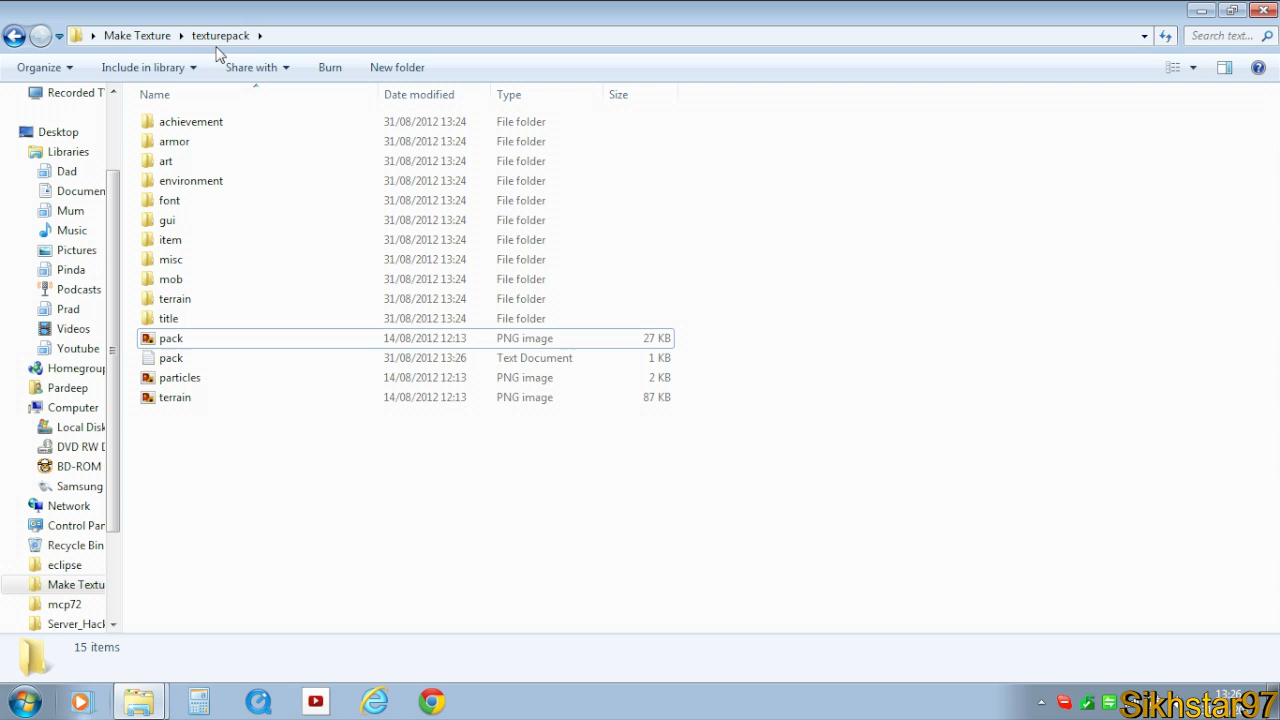 Make Texture texturepack Search text...
Organize Include in library Share with Burn New folder
Name Date modified Type Size
achievement 31/08/2012 13:24 File folder
armor 31/08/2012 13:24 File folder
art 31/08/2012 13:24 File folder
environment 31/08/2012 13:24 File folder
font 31/08/2012 13:24 File folder
gui 31/08/2012 13:24 File folder
item 31/08/2012 13:24 File folder
misc 31/08/2012 13:24 File folder
mob 31/08/2012 13:24 File folder
terrain 31/08/2012 13:24 File folder
title 31/08/2012 13:24 File folder
pack 14/08/2012 12:13 PNG image 27 KB
pack 31/08/2012 13:26 Text Document 1 KB
particles 14/08/2012 12:13 PNG image 2 KB
terrain 14/08/2012 12:13 PNG image 87 KB
Recorded T
Desktop
Libraries
Dad
Documen
Mum
Music
Pictures
Pinda
Podcasts
Prad
Videos
Youtube
Homegroup
Pardeep
Computer
Local Disk
DVD RW D
BD-ROM
Samsung
Network
Control Par
Recycle Bin
eclipse
Make Textu
mcp72
Server_Hack
15 items
13:26
Sikhstar97